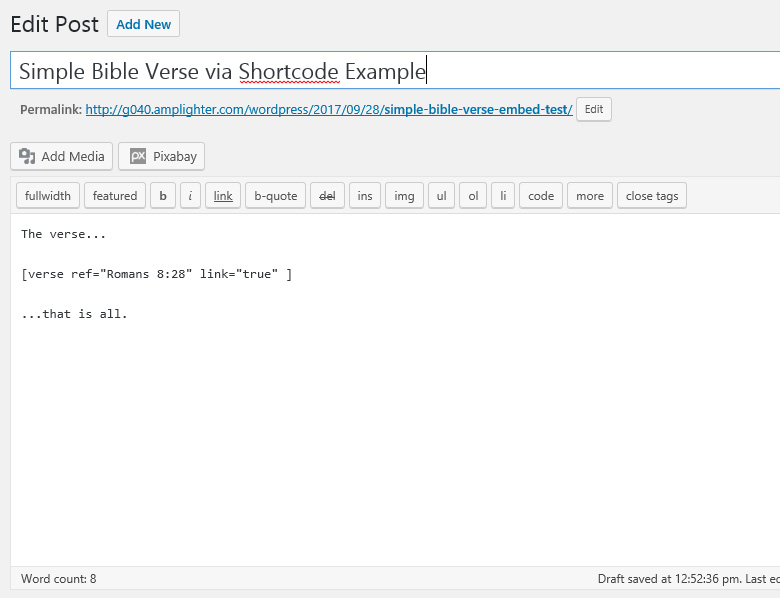 Edit Post Add New
Simple Bible Verse via Shortcode Example
Permalink: http://g040.amplighter.com/wordpress/2017/09/28/simple-bible-verse-embed-test/ Edit
Add Media px Pixabay
fullwidth featured b i link b-quote del ins img ul ol li code more close tags
The verse...
[verse ref="Romans 8:28" link="true" ]
...that is all.
Word count: 8 Draft saved at 12:52:36 pm. Last